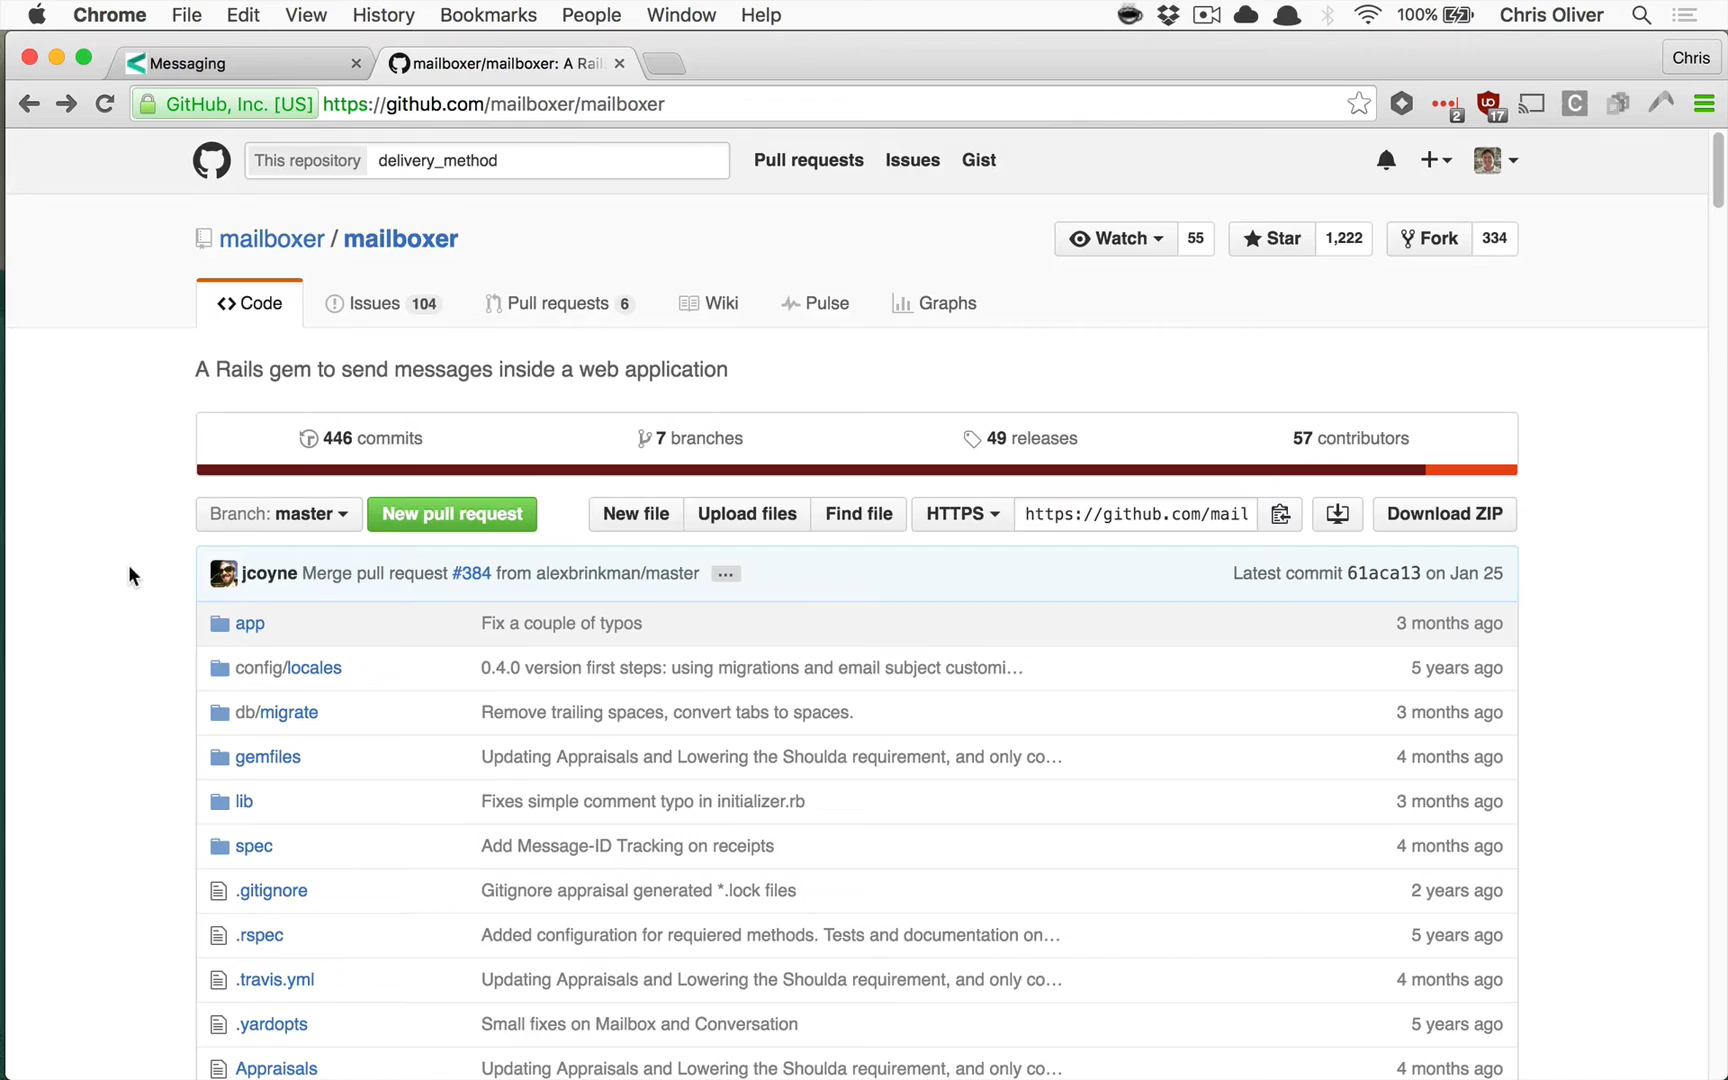 Chrome File Edit View History Bookmarks People Window Help 100% Chris Oliver
Messaging mailboxer/mailboxer: A Rail Chris
GitHub, Inc. [US] https://github.com/mailboxer/mailboxer 2 17 C
This repository delivery_method Pull requests Issues Gist
mailboxer / mailboxer Watch 55 Star 1,222 Fork 334
Code Issues 104 Pull requests 6 Wiki Pulse Graphs
A Rails gem to send messages inside a web application
446 commits 7 branches 49 releases 57 contributors
Branch: master New pull request New file Upload files Find file HTTPS https://github.com/mail Download ZIP
jcoyne Merge pull request #384 from alexbrinkman/master … Latest commit 61aca13 on Jan 25
app Fix a couple of typos 3 months ago
config/locales 0.4.0 version first steps: using migrations and email subject customi… 5 years ago
db/migrate Remove trailing spaces, convert tabs to spaces. 3 months ago
gemfiles Updating Appraisals and Lowering the Shoulda requirement, and only co… 4 months ago
lib Fixes simple comment typo in initializer.rb 3 months ago
spec Add Message-ID Tracking on receipts 4 months ago
.gitignore Gitignore appraisal generated *.lock files 2 years ago
.rspec Added configuration for requiered methods. Tests and documentation on… 5 years ago
.travis.yml Updating Appraisals and Lowering the Shoulda requirement, and only co… 4 months ago
.yardopts Small fixes on Mailbox and Conversation 5 years ago
Appraisals Updating Appraisals and Lowering the Shoulda requirement, and only co… 4 months ago